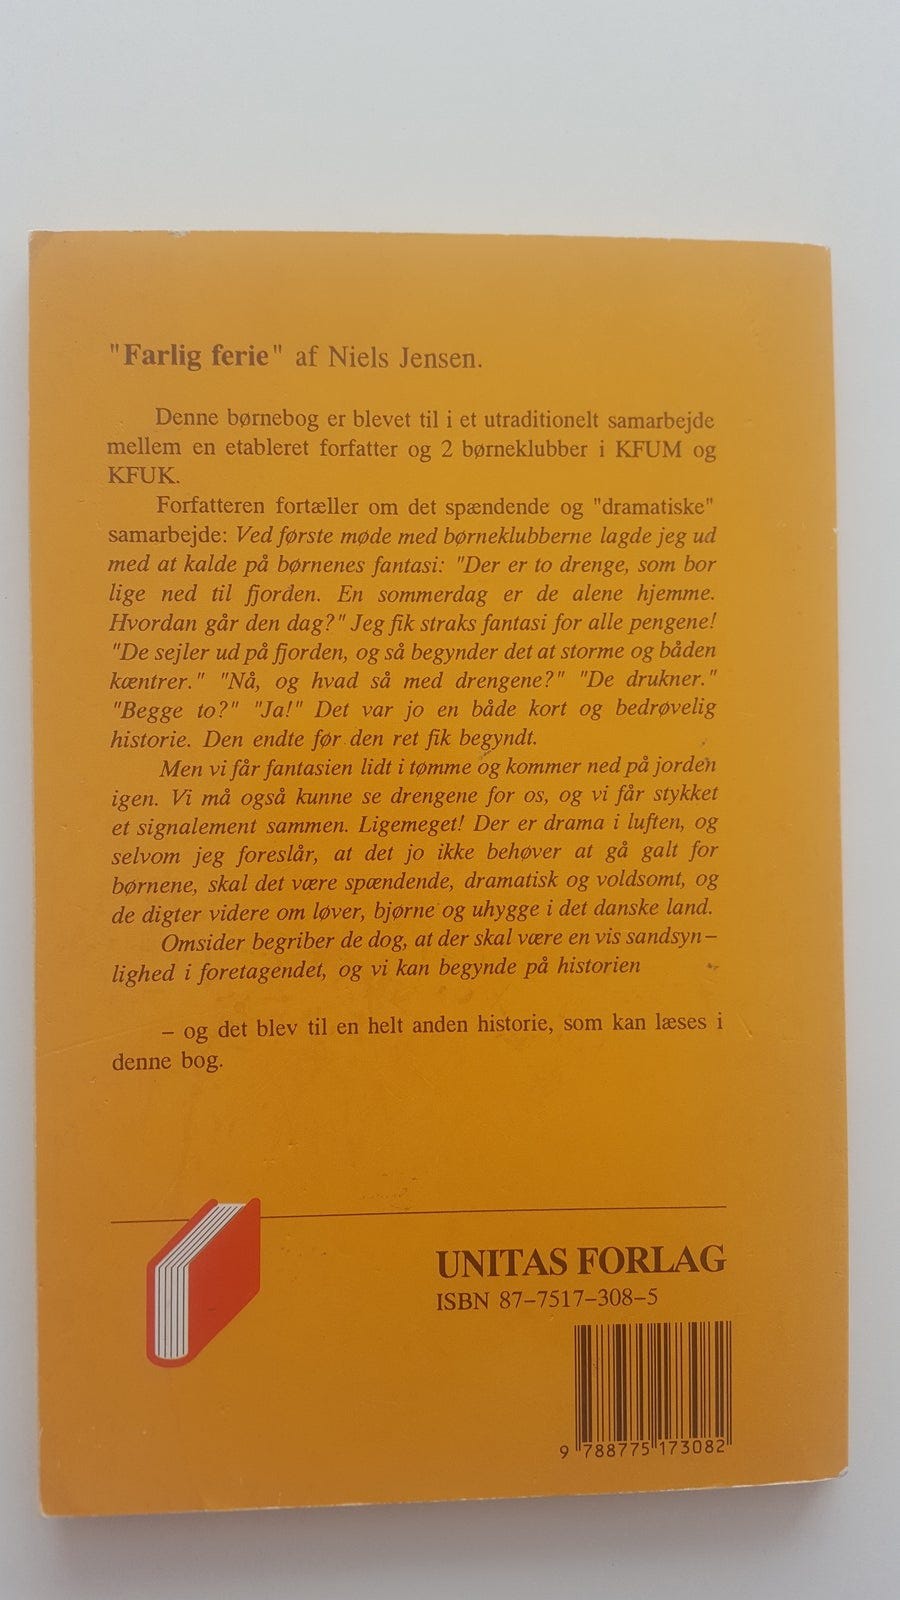 "Farlig ferie" af Niels Jensen.
Denne børnebog er blevet til i et utraditionelt samarbejde
mellem en etableret forfatter og 2 børneklubber i KFUM og
KFUK.
Forfatteren fortæller om det spændende og "dramatiske"
samarbejde: Ved første møde med børneklubberne lagde jeg ud
med at kalde på børnenes fantasi: "Der er to drenge, som bor
lige ned til fjorden. En sommerdag er de alene hjemme.
Hvordan går den dag?" Jeg fik straks fantasi for alle pengene!
"De sejler ud på fjorden, og så begynder det at storme og båden
kæntrer." "Nå, og hvad så med drengene?" "De drukner."
"Begge to?" "Ja!" Det var jo en både kort og bedrøvelig
historie. Den endte før den ret fik begyndt.
Men vi får fantasien lidt i tømme og kommer ned på jorden
igen. Vi må også kunne se drengene for os, og vi får stykket
et signalement sammen. Ligemeget! Der er drama i luften, og
selvom jeg foreslår, at det jo ikke behøver at gå galt for
børnene, skal det være spændende, dramatisk og voldsomt, og
de digter videre om løver, bjørne og uhygge i det danske land.
Omsider begriber de dog, at der skal være en vis sandsyn–
lighed i foretagendet, og vi kan begynde på historien
– og det blev til en helt anden historie, som kan læses i
denne bog.
UNITAS FORLAG
ISBN 87–7517–308–5
9 788775 173082